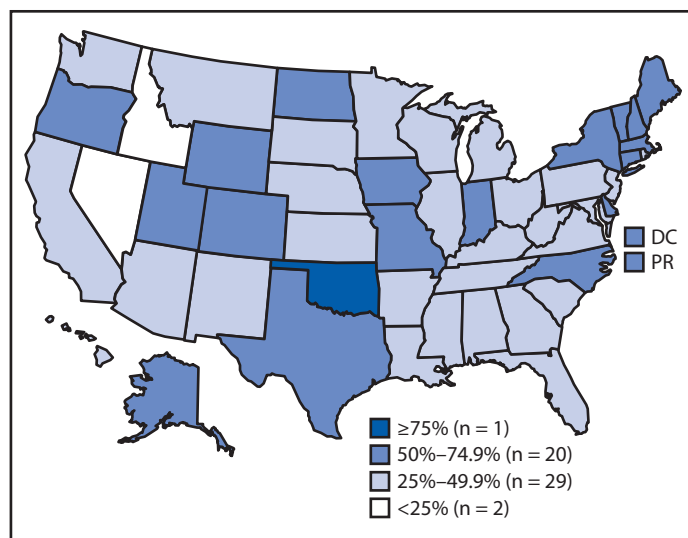 DC
PR
≥75% (n = 1)
50%–74.9% (n = 20)
25%–49.9% (n = 29)
<25% (n = 2)